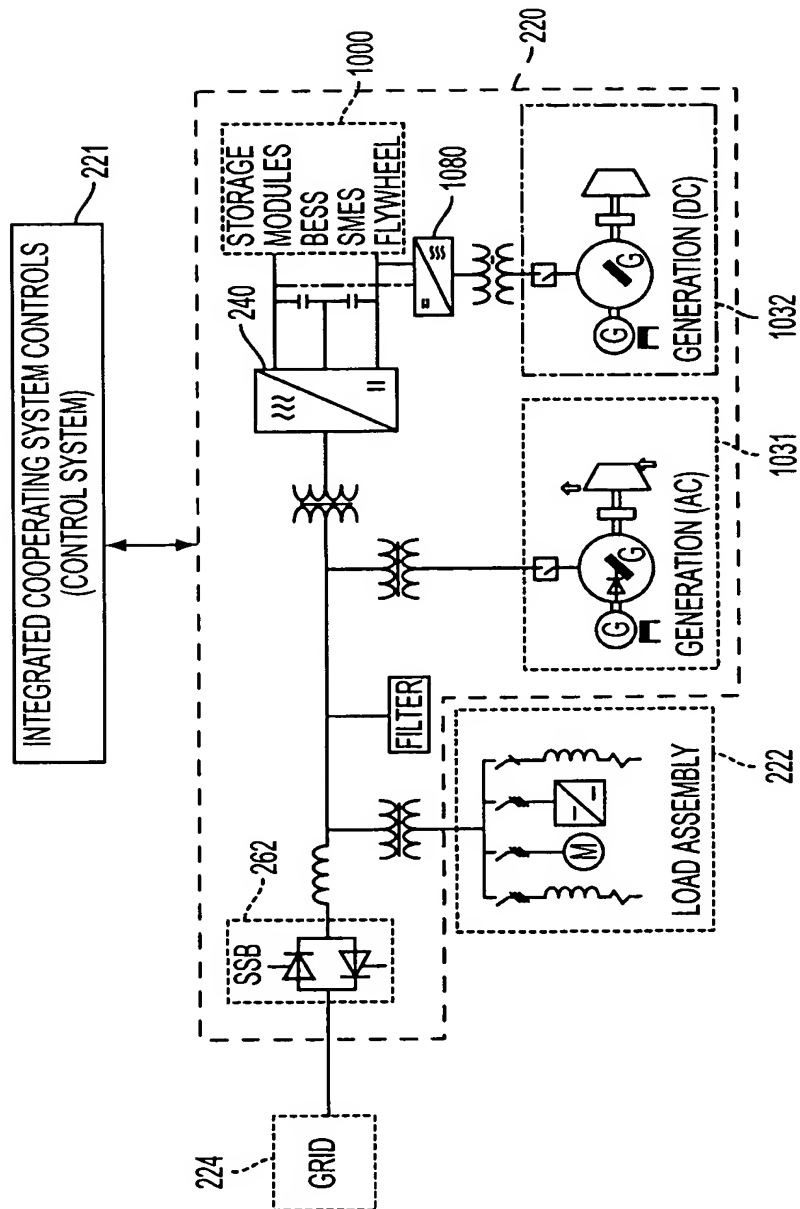 INTEGRATED COOPERATING SYSTEM CONTROLS
(CONTROL SYSTEM)
221
220
1000
STORAGE
MODULES
BESS
SMES
FLYWHEEL
240
1080
262
SSB
224
GRID
FILTER
G
G
GENERATION (DC)
1032
G
G
GENERATION (AC)
1031
M
LOAD ASSEMBLY
222